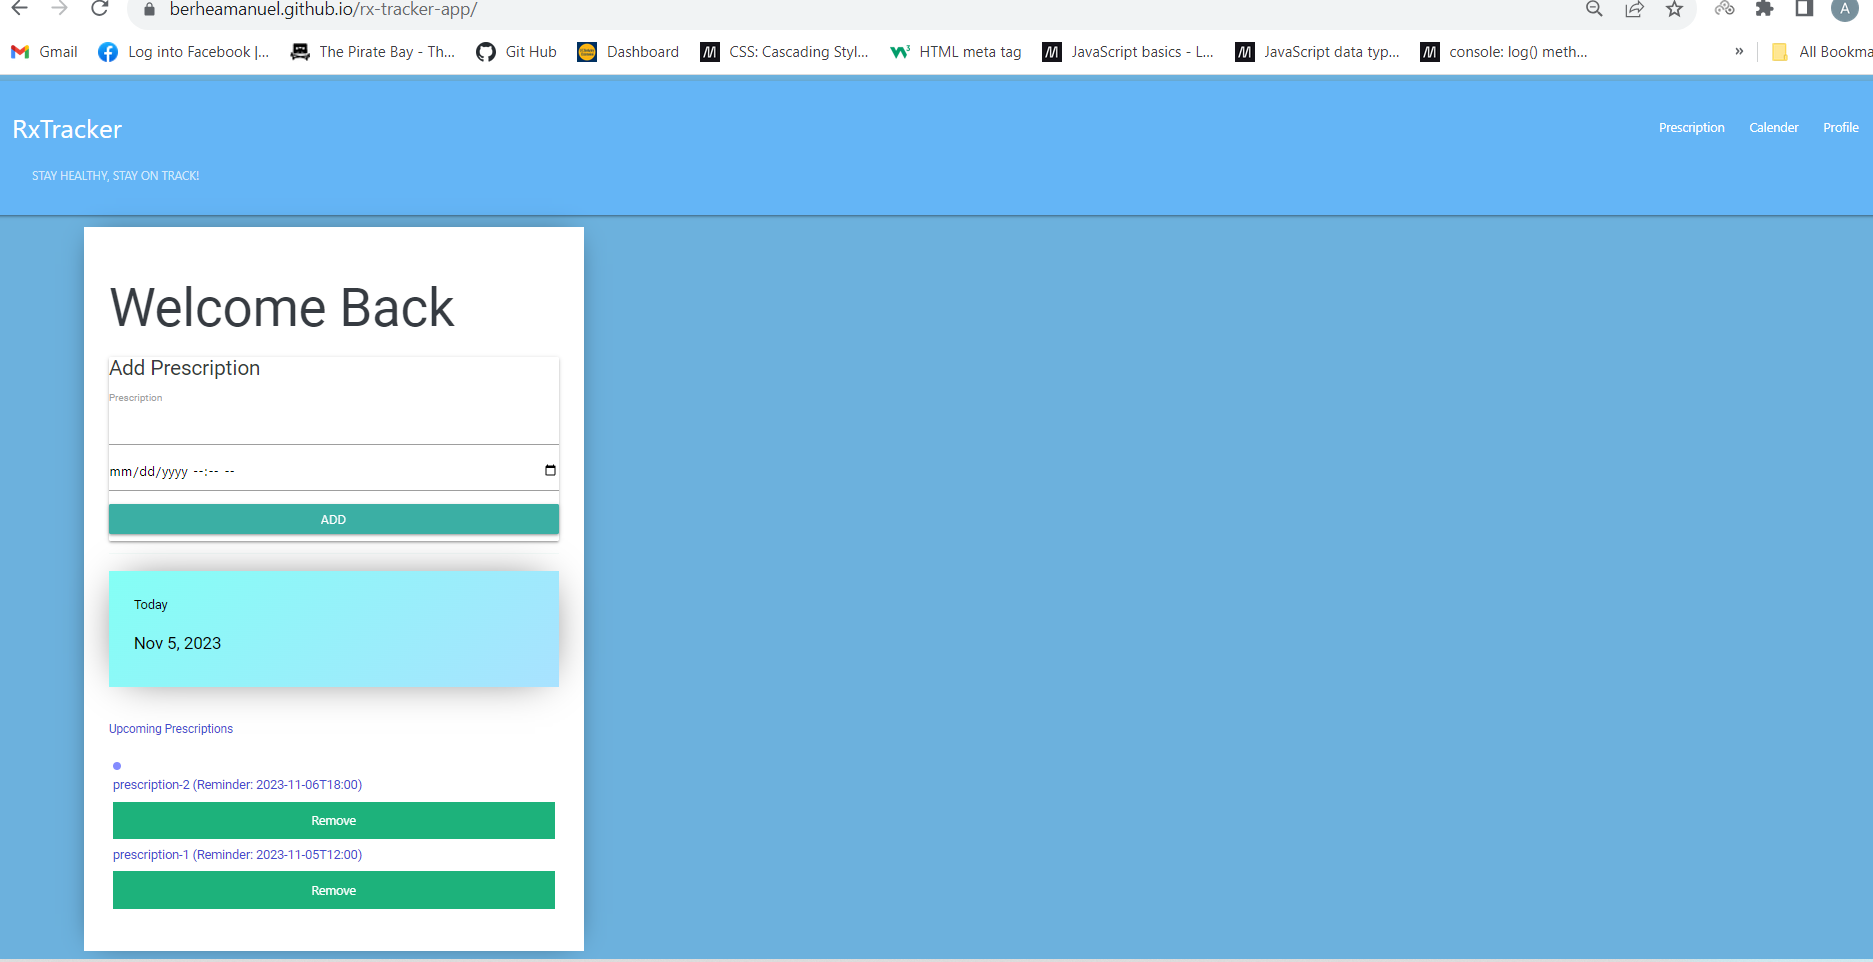 berheamanuel.github.io/rx-tracker-app/
A
Gmail Log into Facebook |... The Pirate Bay - Th... Git Hub Dashboard CSS: Cascading Styl... HTML meta tag JavaScript basics - L... JavaScript data typ... console: log() meth... » All Bookma
RxTracker
Prescription Calender Profile
STAY HEALTHY, STAY ON TRACK!
Welcome Back
Add Prescription
Prescription
mm/dd/yyyy --:-- --
ADD
Today
Nov 5, 2023
Upcoming Prescriptions
prescription-2 (Reminder: 2023-11-06T18:00)
Remove
prescription-1 (Reminder: 2023-11-05T12:00)
Remove